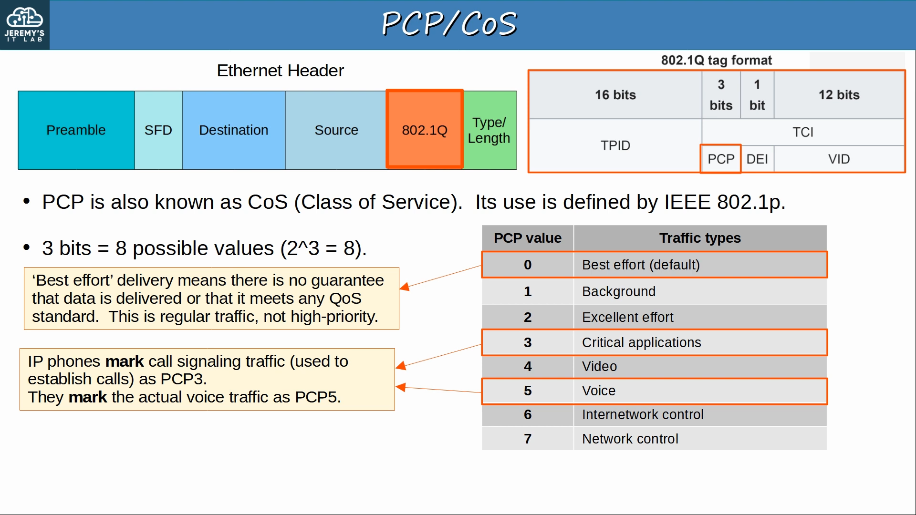 JEREMY'S
IT LAB
PCP/CoS
Ethernet Header
Preamble
SFD
Destination
Source
802.1Q
Type/
Length
802.1Q tag format
16 bits
3
bits
1
bit
12 bits
TPID
TCI
PCP
DEI
VID
• PCP is also known as CoS (Class of Service). Its use is defined by IEEE 802.1p.
• 3 bits = 8 possible values (2^3 = 8).
'Best effort' delivery means there is no guarantee
that data is delivered or that it meets any QoS
standard. This is regular traffic, not high-priority.
IP phones mark call signaling traffic (used to
establish calls) as PCP3.
They mark the actual voice traffic as PCP5.
PCP value Traffic types
0 Best effort (default)
1 Background
2 Excellent effort
3 Critical applications
4 Video
5 Voice
6 Internetwork control
7 Network control